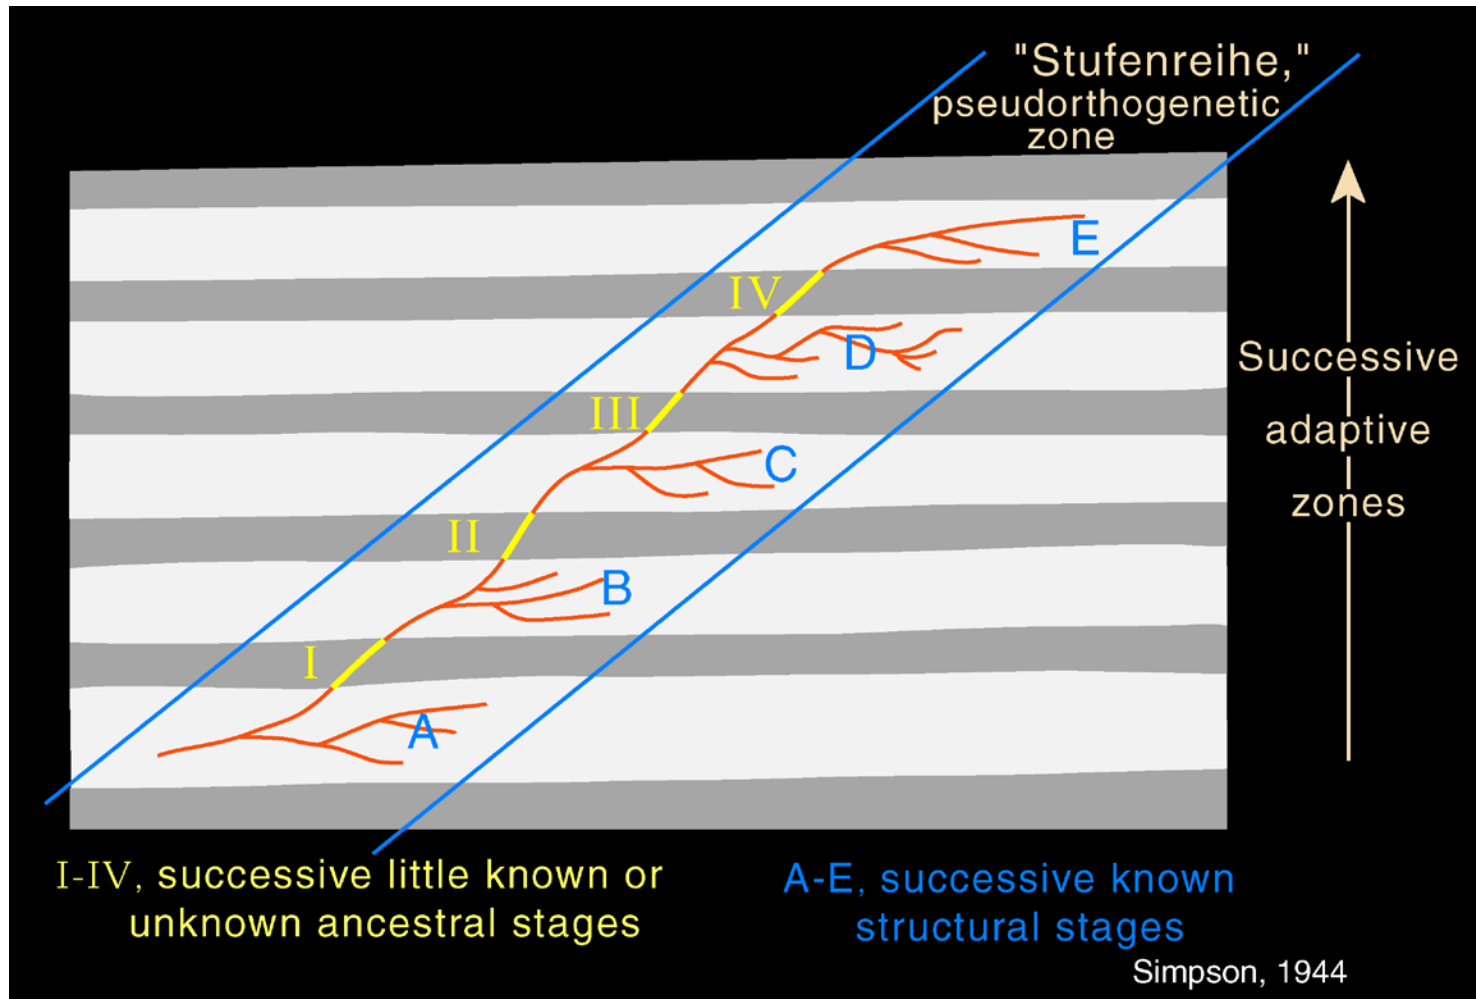 "Stufenreihe,"
pseudorthogenetic
zone
E
IV
D
III
C
II
B
I
A
Successive
adaptive
zones
I-IV, successive little known or
unknown ancestral stages
A-E, successive known
structural stages
Simpson, 1944